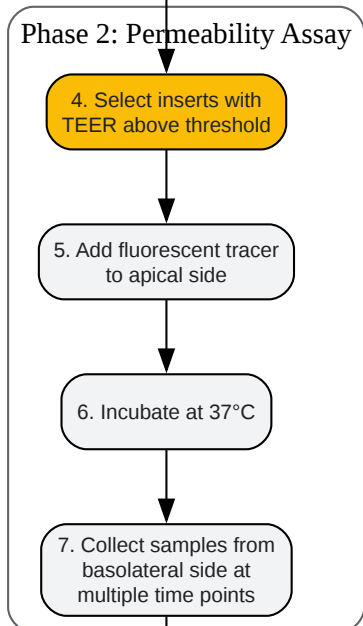 Phase 2: Permeability Assay
4. Select inserts with
TEER above threshold
5. Add fluorescent tracer
to apical side
6. Incubate at 37°C
7. Collect samples from
basolateral side at
multiple time points